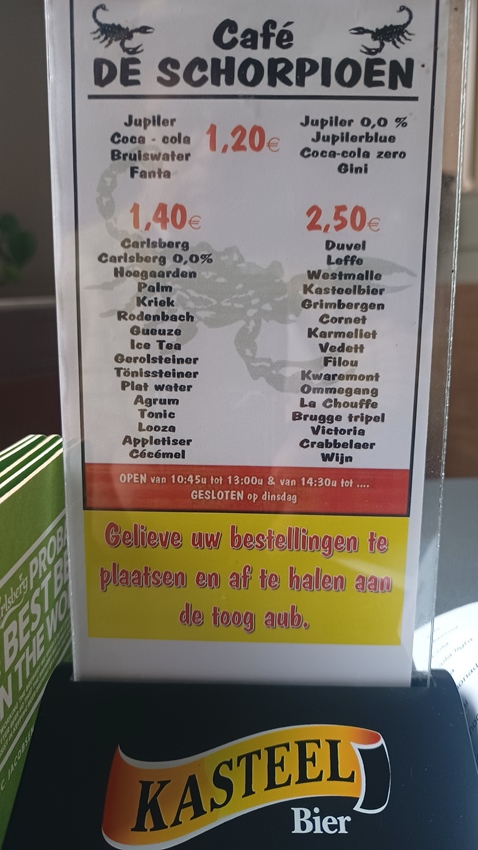 Café
DE SCHORPIOEN
Jupiler
Coca - cola
Bruiswater
Fanta
1,20€
Jupiler 0,0 %
Jupilerblue
Coca-cola zero
Gini
1,40€
Carlsberg
Carlsberg 0,0%
Hoegaarden
Palm
Kriek
Rodenbach
Gueuze
Ice Tea
Gerolsteiner
Tönissteiner
Plat water
Agrum
Tonic
Looza
Appletiser
Cécémel
2,50€
Duvel
Leffe
Westmalle
Kasteelbier
Grimbergen
Cornet
Karmeliet
Vedett
Filou
Kwaremont
Ommegang
La Chouffe
Brugge tripel
Victoria
Crabbelaer
Wijn
OPEN van 10:45u tot 13:00u & van 14:30u tot ....
GESLOTEN op dinsdag
Gelieve uw bestellingen te
plaatsen en af te halen aan
de toog aub.
KASTEEL
Bier
PROBA
BEST BE
N THE WO